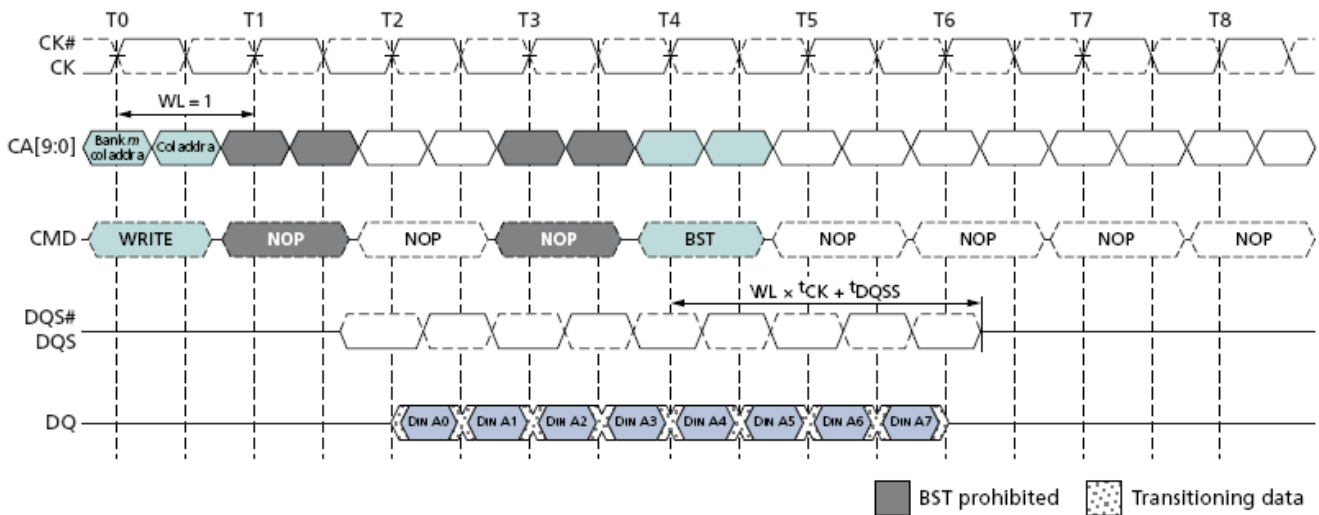 T0 T1 T2 T3 T4 T5 T6 T7 T8
CK#
CK
WL = 1
CA[9:0] Bank m col addr a Col addr a
CMD WRITE NOP NOP NOP BST NOP NOP NOP NOP
WL × tCK + tDQSS
DQS#
DQS
DQ DIN A0 DIN A1 DIN A2 DIN A3 DIN A4 DIN A5 DIN A6 DIN A7
BST prohibited Transitioning data